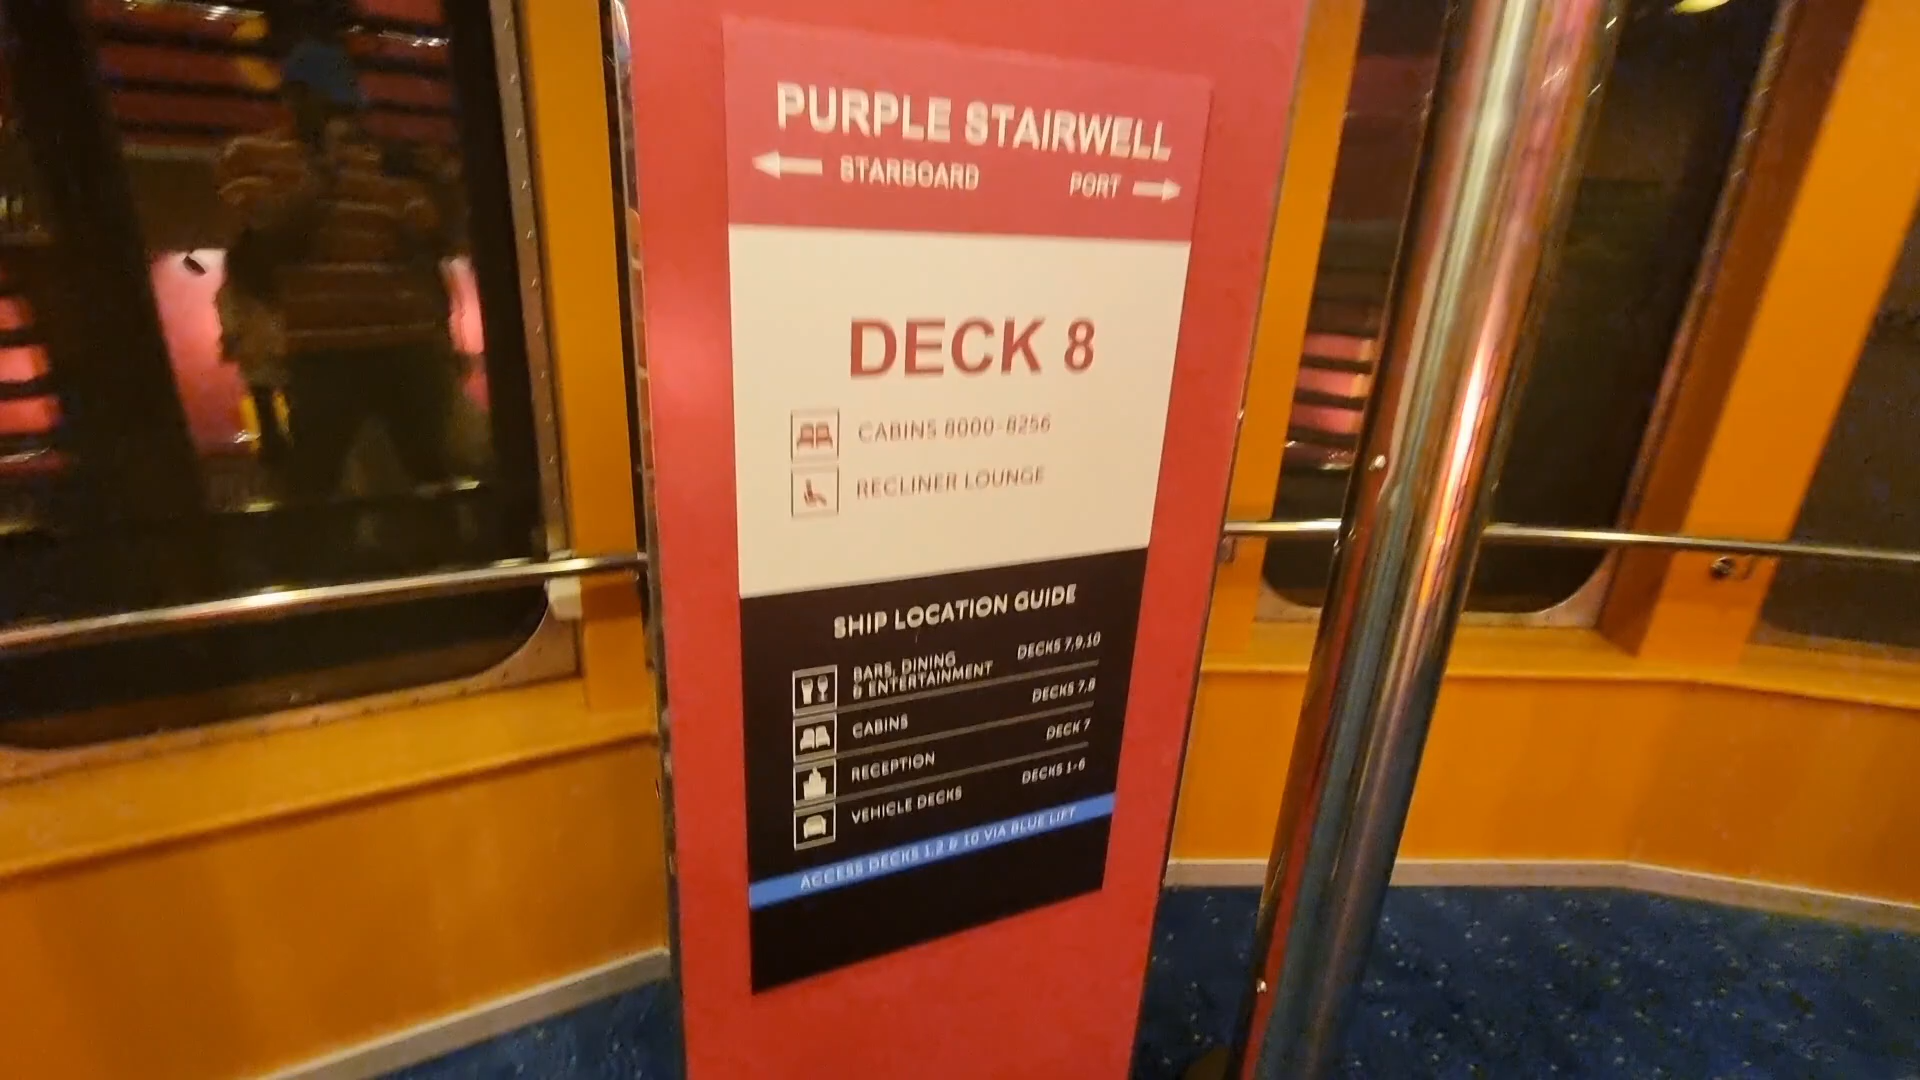 PURPLE STAIRWELL
STARBOARD PORT
DECK 8
CABINS 8000-8256
RECLINER LOUNGE
SHIP LOCATION GUIDE
BARS, DINING
& ENTERTAINMENT DECKS 7,9,10
CABINS DECKS 7,8
RECEPTION DECK 7
VEHICLE DECKS DECKS 1-6
ACCESS DECKS 1,2 & 10 VIA BLUE LIFT